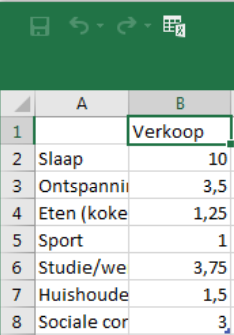 A B
1 Verkoop
2 Slaap 10
3 Ontspanni 3,5
4 Eten (koke 1,25
5 Sport 1
6 Studie/we 3,75
7 Huishoude 1,5
8 Sociale cor 3